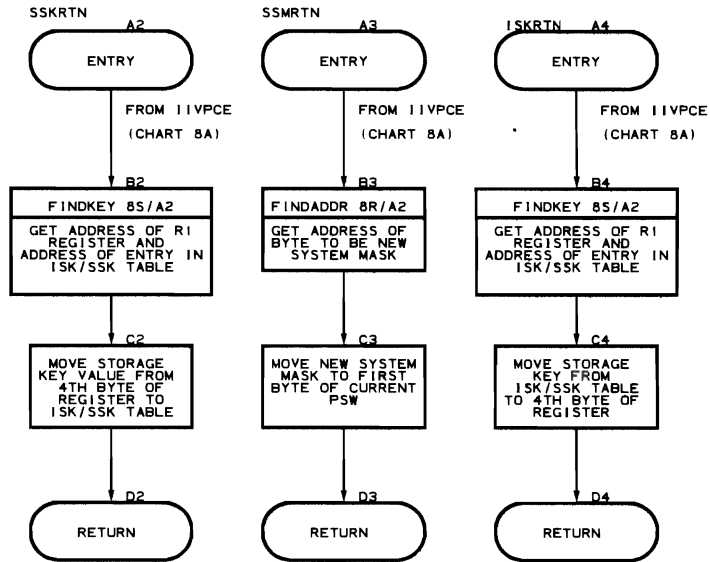 SSKRTN
A2
ENTRY
FROM IIVPCE
(CHART 8A)
B2
FINDKEY 8S/A2
GET ADDRESS OF R1
REGISTER AND
ADDRESS OF ENTRY IN
ISK/SSK TABLE
C2
MOVE STORAGE
KEY VALUE FROM
4TH BYTE OF
REGISTER TO
ISK/SSK TABLE
D2
RETURN
SSMRTN
A3
ENTRY
FROM IIVPCE
(CHART 8A)
B3
FINDADDR 8R/A2
GET ADDRESS OF
BYTE TO BE NEW
SYSTEM MASK
C3
MOVE NEW SYSTEM
MASK TO FIRST
BYTE OF CURRENT
PSW
D3
RETURN
ISKRTN A4
ENTRY
FROM IIVPCE
(CHART 8A)
B4
FINDKEY 8S/A2
GET ADDRESS OF R1
REGISTER AND
ADDRESS OF ENTRY IN
ISK/SSK TABLE
C4
MOVE STORAGE
KEY FROM
ISK/SSK TABLE
TO 4TH BYTE OF
REGISTER
D4
RETURN